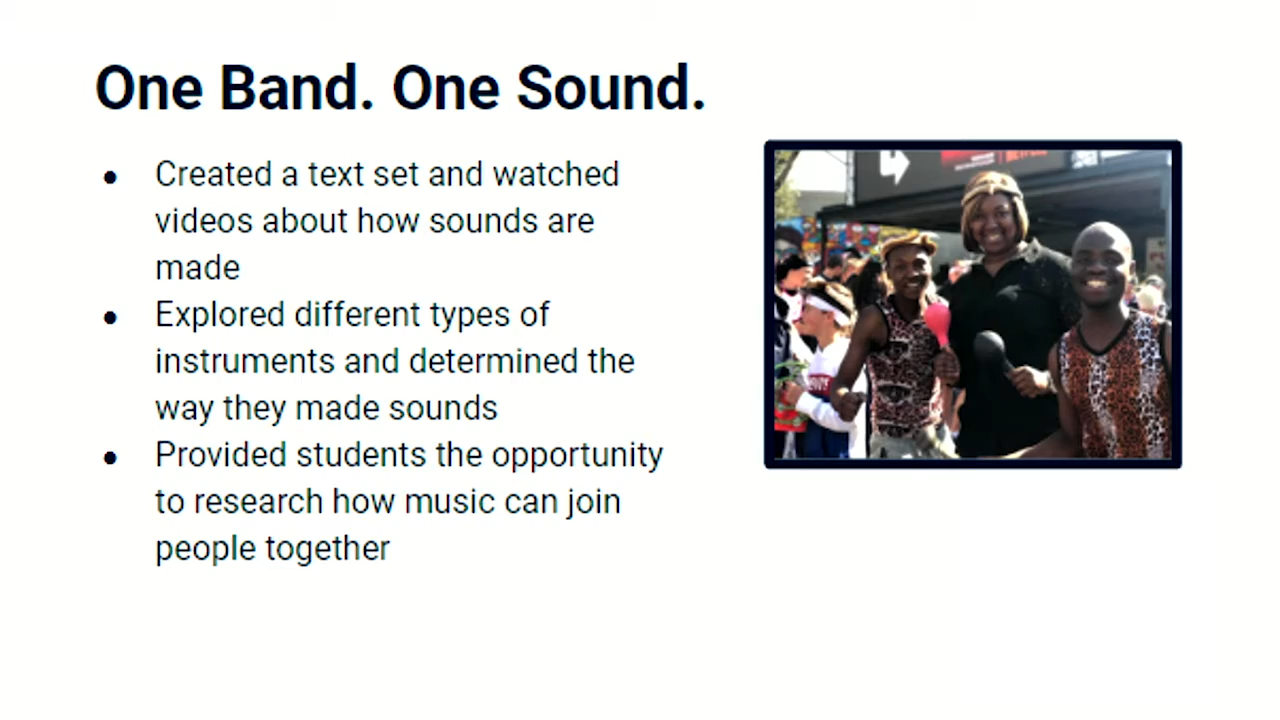 One Band. One Sound.
● Created a text set and watched
videos about how sounds are
made
● Explored different types of
instruments and determined the
way they made sounds
● Provided students the opportunity
to research how music can join
people together